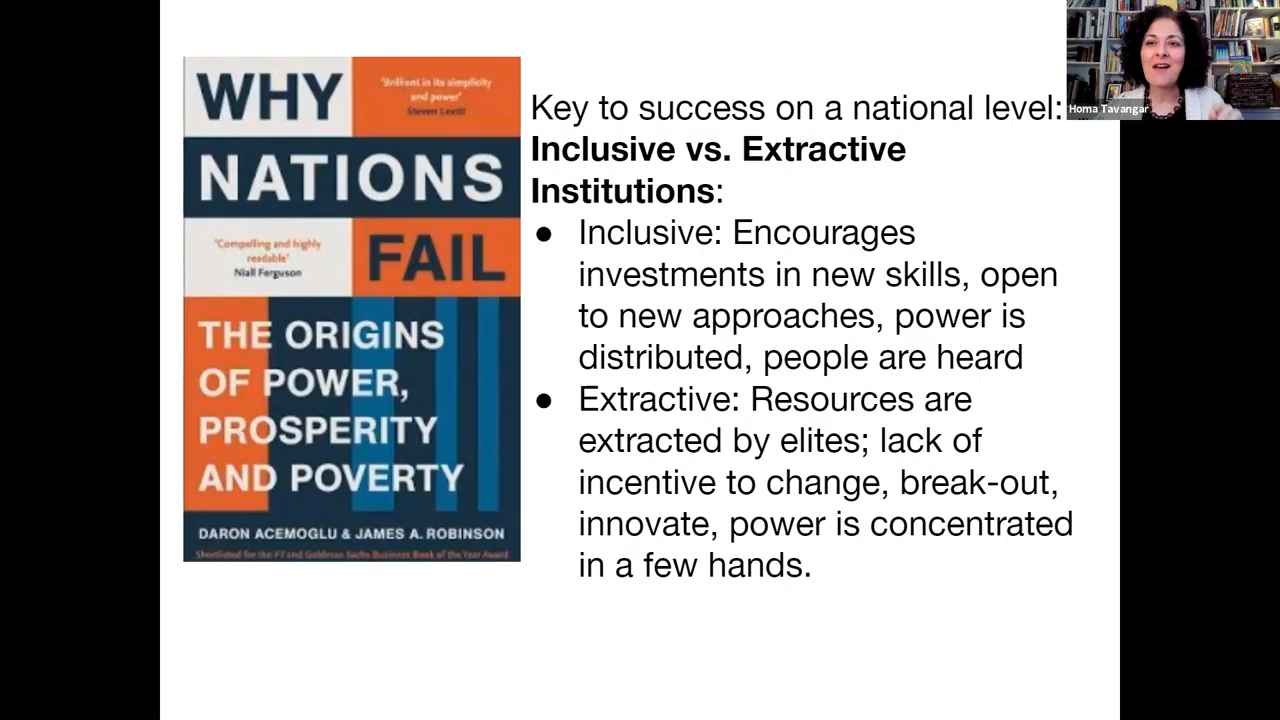 WHY
'Brilliant in its simplicity
and power'
Steven Levitt
NATIONS
'Compelling and highly
readable'
Niall Ferguson
FAIL
THE ORIGINS
OF POWER,
PROSPERITY
AND POVERTY
DARON ACEMOGLU & JAMES A. ROBINSON
Shortlisted for the FT and Goldman Sachs Business Book of the Year Award
Key to success on a national level:
Inclusive vs. Extractive
Institutions:
● Inclusive: Encourages
investments in new skills, open
to new approaches, power is
distributed, people are heard
● Extractive: Resources are
extracted by elites; lack of
incentive to change, break-out,
innovate, power is concentrated
in a few hands.
Homa Tavangar